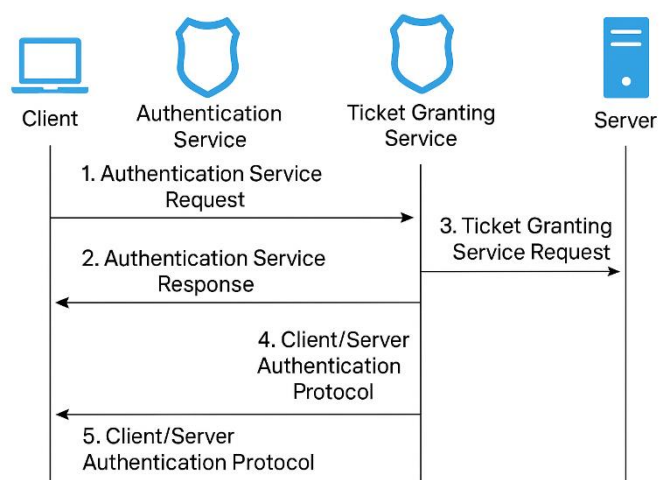 Client
Authentication
Service
Ticket Granting
Service
Server
1. Authentication Service
Request
3. Ticket Granting
Service Request
2. Authentication Service
Response
4. Client/Server
Authentication
Protocol
5. Client/Server
Authentication Protocol